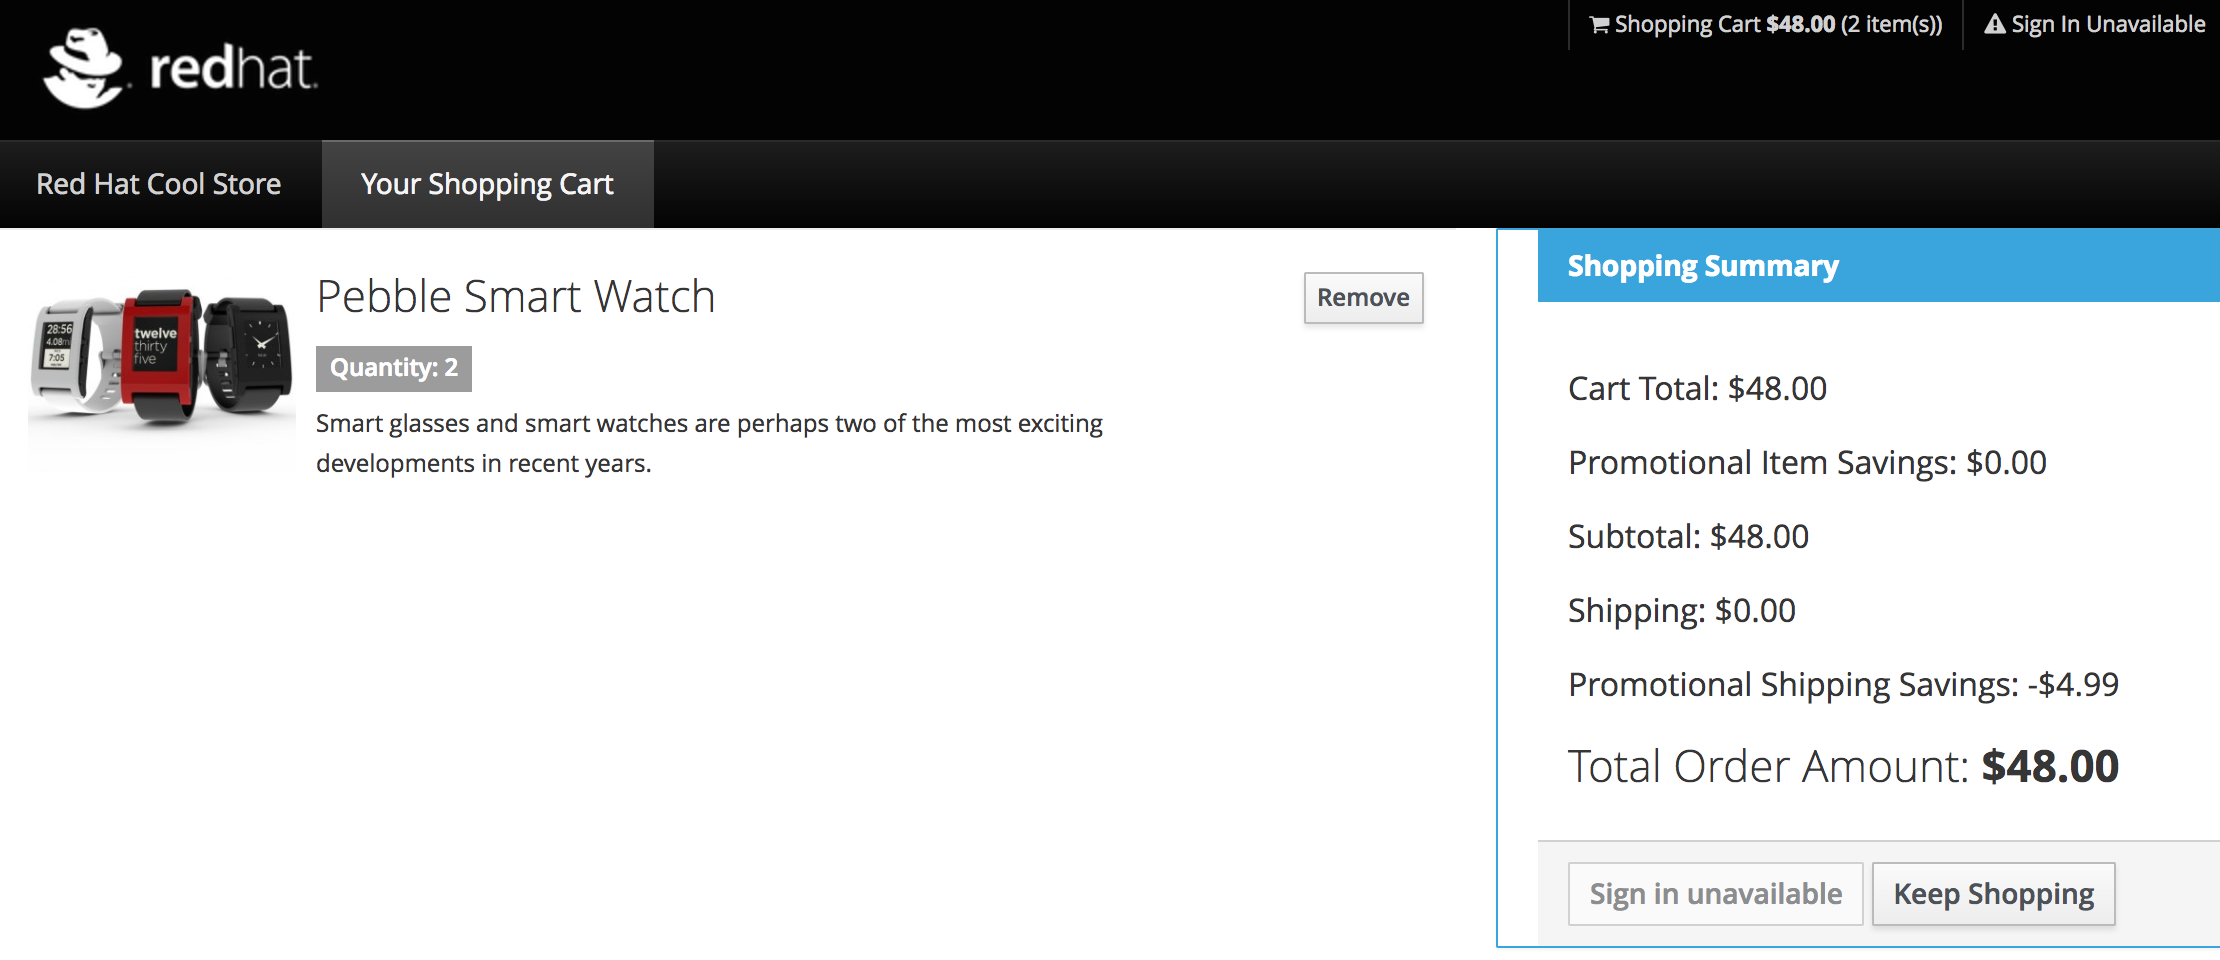 redhat.
Shopping Cart $48.00 (2 item(s))
Sign In Unavailable
Red Hat Cool Store
Your Shopping Cart
Pebble Smart Watch
Remove
Quantity: 2
Smart glasses and smart watches are perhaps two of the most exciting
developments in recent years.
28:56
4.08
7:05
twelve
thirty
five
Shopping Summary
Cart Total: $48.00
Promotional Item Savings: $0.00
Subtotal: $48.00
Shipping: $0.00
Promotional Shipping Savings: -$4.99
Total Order Amount: $48.00
Sign in unavailable
Keep Shopping